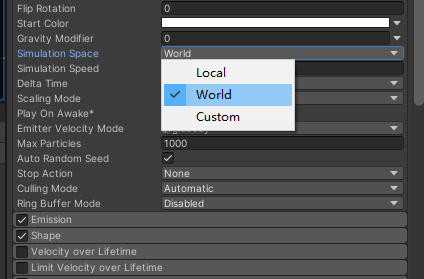 Flip Rotation 0
Start Color
Gravity Modifier 0
Simulation Space World
Simulation Speed
Local
Delta Time
World
Scaling Mode
Custom
Play On Awake*
Emitter Velocity Mode
Max Particles 1000
Auto Random Seed
Stop Action None
Culling Mode Automatic
Ring Buffer Mode Disabled
Emission
Shape
Velocity over Lifetime
Limit Velocity over Lifetime